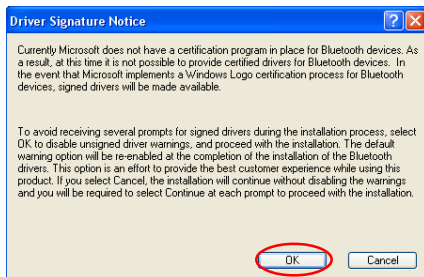 Driver Signature Notice
Currently Microsoft does not have a certification program in place for Bluetooth devices. As
a result, at this time it is not possible to provide certified drivers for Bluetooth devices. In
the event that Microsoft implements a Windows Logo certification process for Bluetooth
devices, signed drivers will be made available.
To avoid receiving several prompts for signed drivers during the installation process, select
OK to disable unsigned driver warnings, and proceed with the installation. The default
warning option will be re-enabled at the completion of the installation of the Bluetooth
drivers. This option is an effort to provide the best customer experience while using this
product. If you select Cancel, the installation will continue without disabling the warnings
and you will be required to select Continue at each prompt to proceed with the installation.
OK Cancel